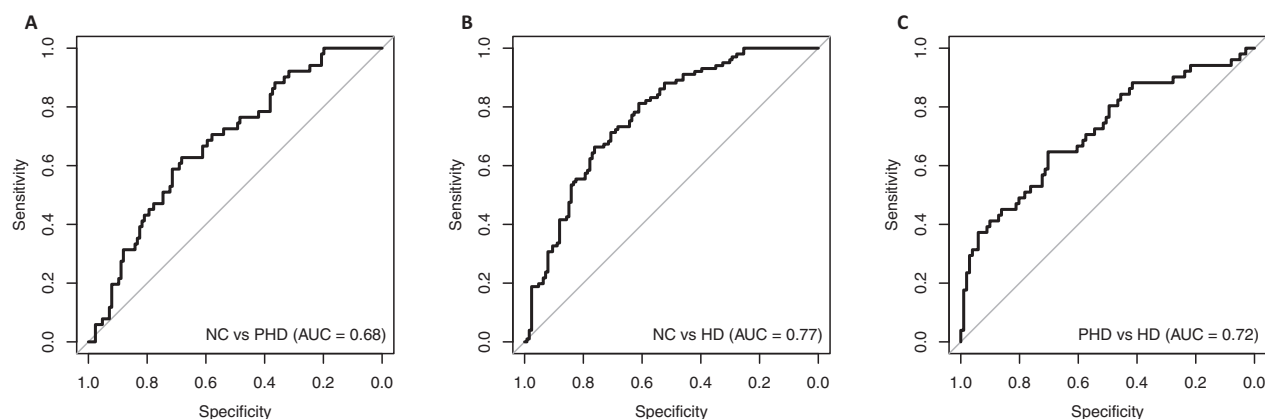 A
1.0
0.8
0.6
0.4
0.2
0.0
Sensitivity
NC vs PHD (AUC = 0.68)
1.0 0.8 0.6 0.4 0.2 0.0
Specificity
B
1.0
0.8
0.6
0.4
0.2
0.0
Sensitivity
NC vs HD (AUC = 0.77)
1.0 0.8 0.6 0.4 0.2 0.0
Specificity
C
1.0
0.8
0.6
0.4
0.2
0.0
Sensitivity
PHD vs HD (AUC = 0.72)
1.0 0.8 0.6 0.4 0.2 0.0
Specificity